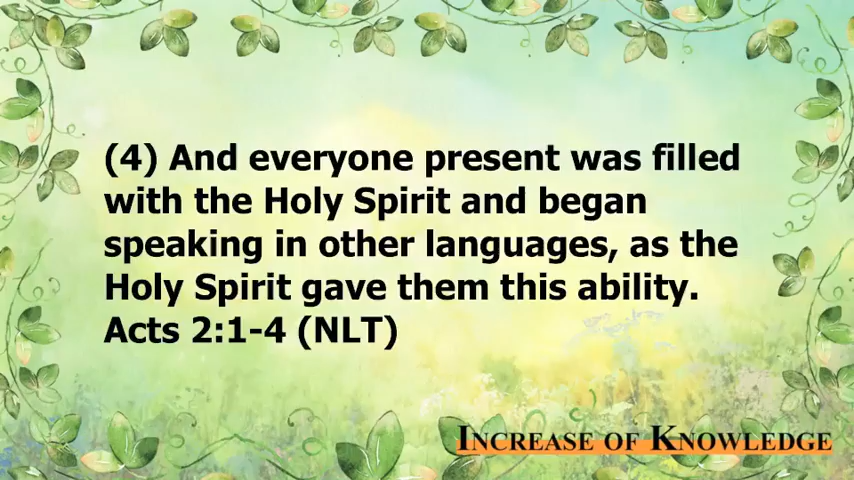 (4) And everyone present was filled
with the Holy Spirit and began
speaking in other languages, as the
Holy Spirit gave them this ability.
Acts 2:1-4 (NLT)
INCREASE OF KNOWLEDGE